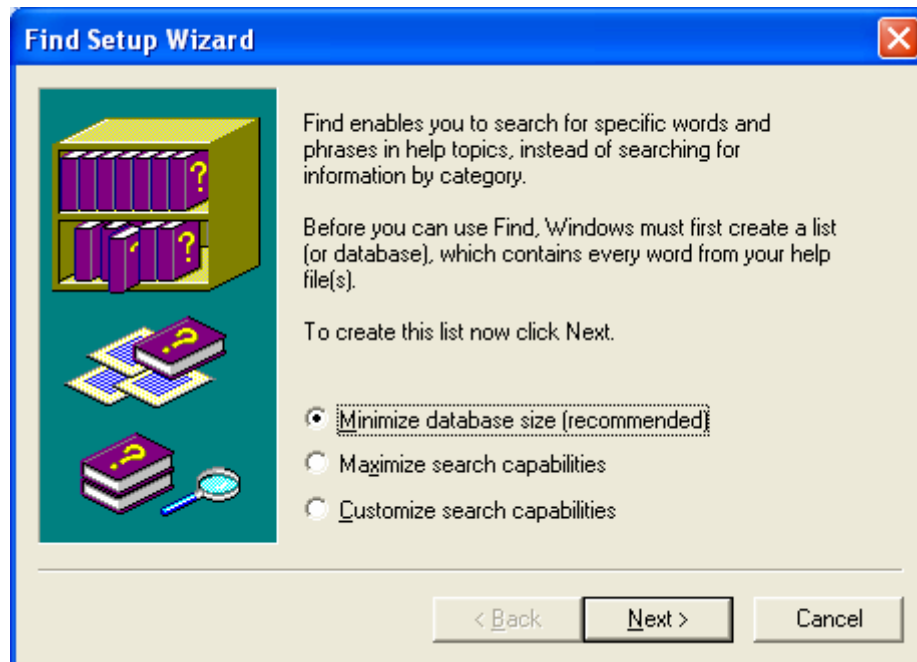 Find Setup Wizard
Find enables you to search for specific words and
phrases in help topics, instead of searching for
information by category.
Before you can use Find, Windows must first create a list
(or database), which contains every word from your help
file(s).
To create this list now click Next.
Minimize database size (recommended)
Maximize search capabilities
Customize search capabilities
< Back
Next >
Cancel